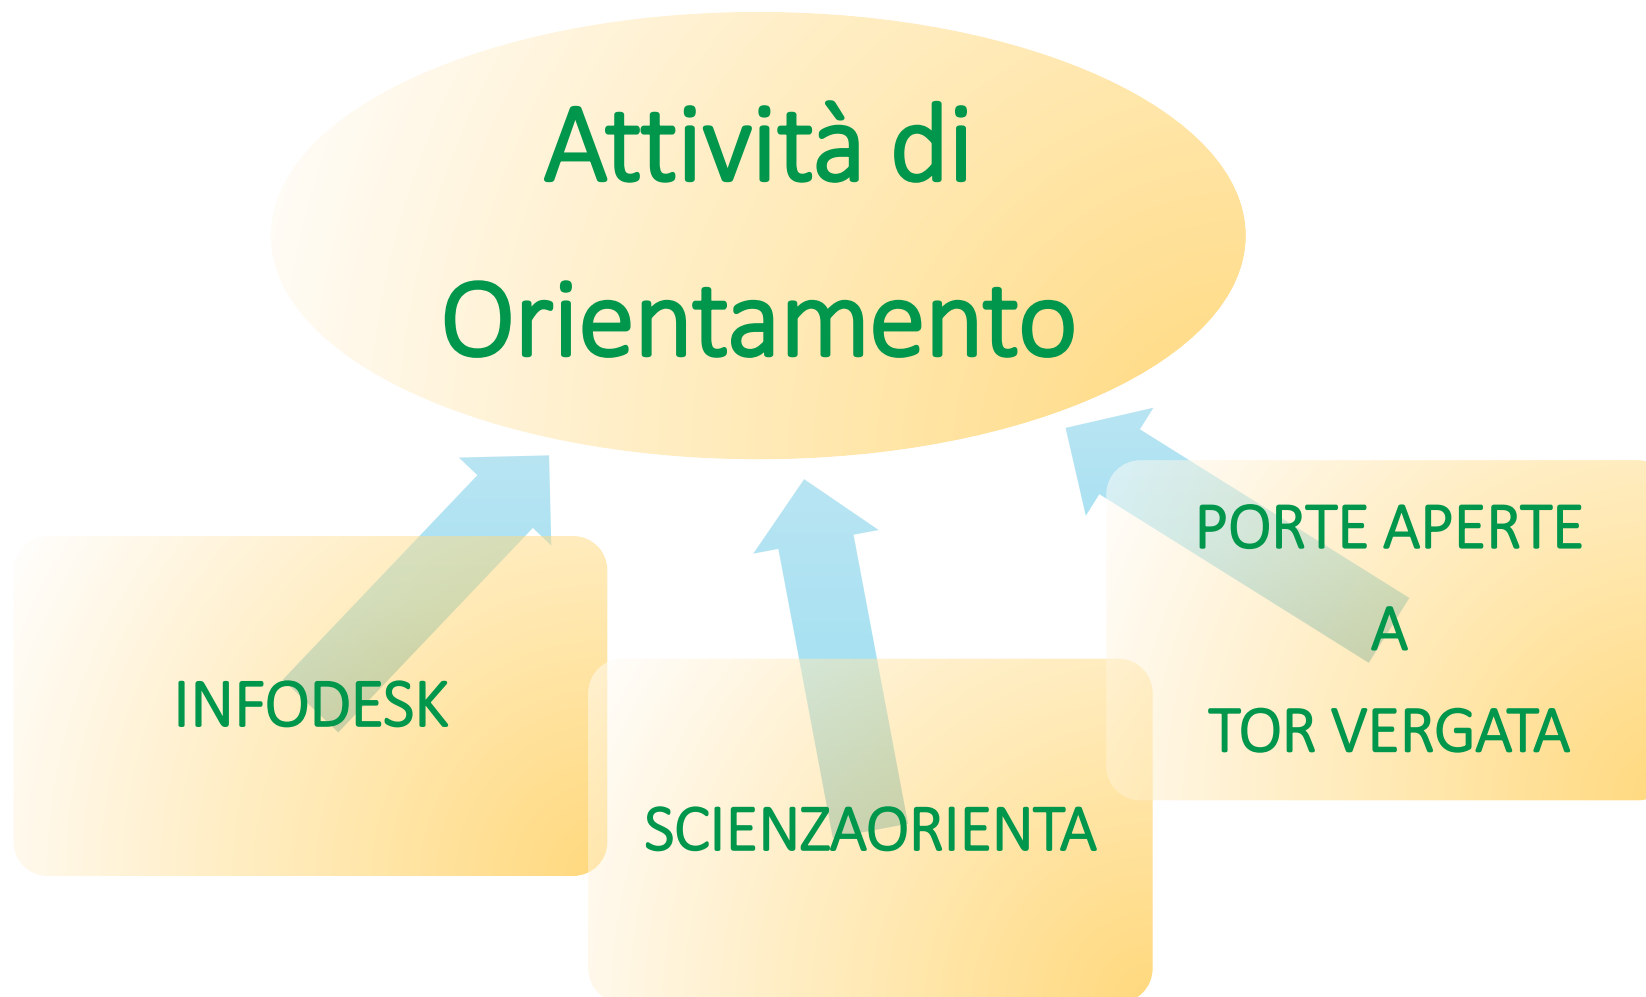 Attività di
Orientamento
INFODESK
SCIENZAORIENTA
PORTE APERTE
A
TOR VERGATA